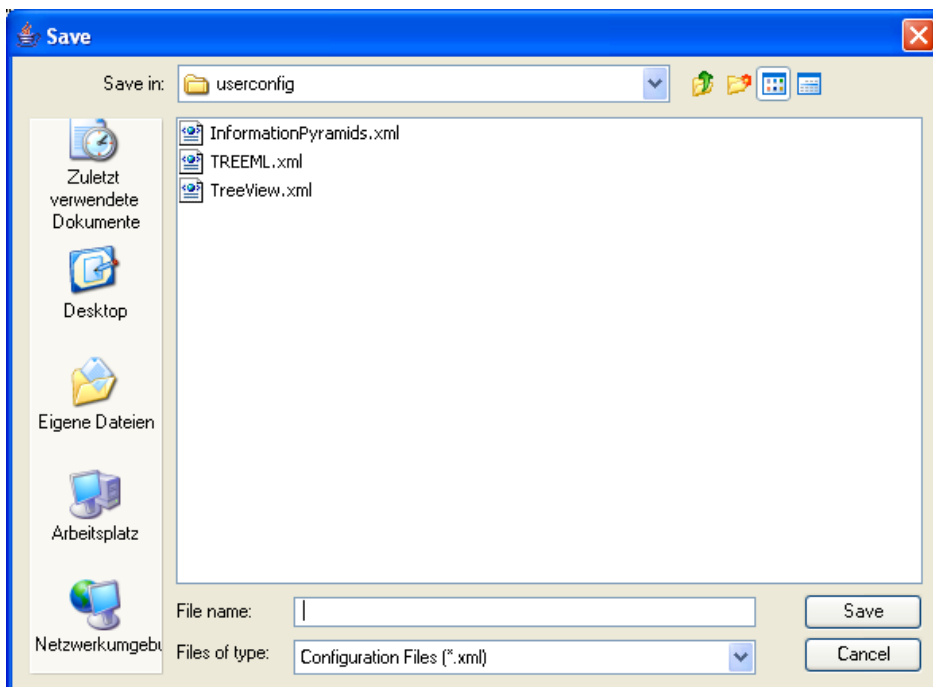 Save
Save in:
userconfig
Zuletzt
verwendete
Dokumente
Desktop
Eigene Dateien
Arbeitsplatz
Netzwerkumgebu
InformationPyramids.xml
TREEML.xml
TreeView.xml
File name:
Save
Files of type:
Configuration Files (*.xml)
Cancel